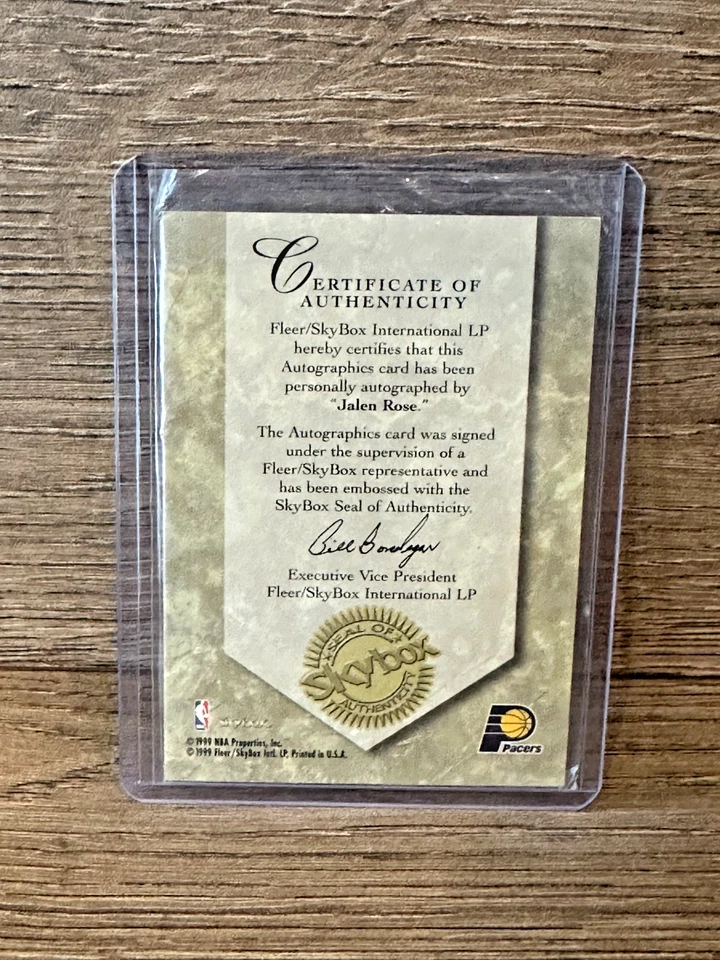 CERTIFICATE OF
AUTHENTICITY
Fleer/SkyBox International LP
hereby certifies that this
Autographics card has been
personally autographed by
"Jalen Rose."
The Autographics card was signed
under the supervision of a
Fleer/SkyBox representative and
has been embossed with the
SkyBox Seal of Authenticity.
Executive Vice President
Fleer/SkyBox International LP
SEAL OF
SkyBox
AUTHENTICITY
© 1999 NBA Properties, Inc.
© 1999 Fleer/SkyBox Intl. LP, Printed in U.S.A.
Pacers